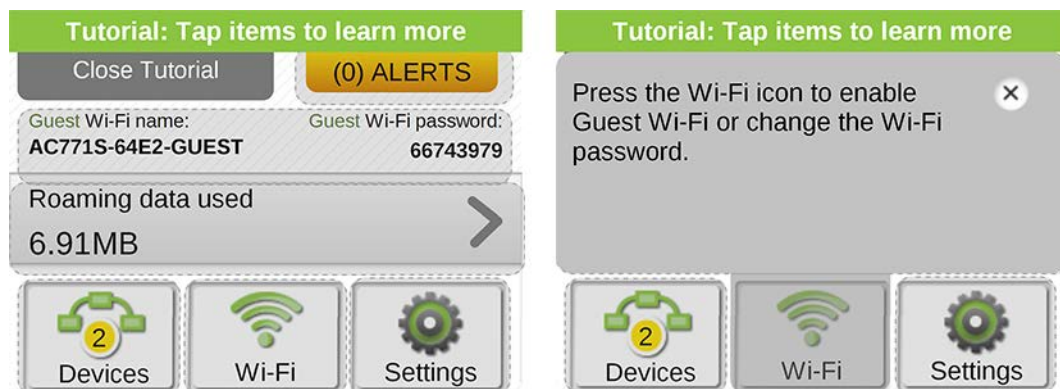 Tutorial: Tap items to learn more
Close Tutorial
(0) ALERTS
Guest Wi-Fi name:
AC771S-64E2-GUEST
Guest Wi-Fi password:
66743979
Roaming data used
6.91MB
2
Devices
Wi-Fi
Settings
Tutorial: Tap items to learn more
Press the Wi-Fi icon to enable
Guest Wi-Fi or change the Wi-Fi
password.
2
Devices
Wi-Fi
Settings